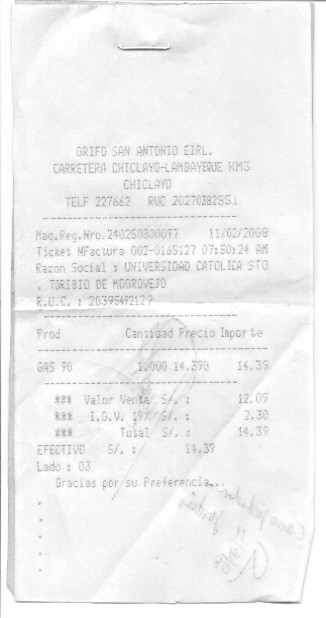 GRIFO SAN ANTONIO EIRL.
CARRETERA CHICLAYO-LAMBAYEQUE KM3
CHICLAYO
TELF 227662 RUC 20270382851
Maq.Reg.Nro.240250800097 11/02/2008
Ticket NFactura 002-0165127 07:50:24 AM
Razon Social : UNIVERSIDAD CATOLICA STO
. TORIBIO DE MOGROVEJO
R.U.C. : 20395492129
Prod Cantidad Precio Importe
GAS 90 1.000 14.390 14.39
*** Valor Venta S/. : 12.09
*** I.G.V. 19% S/. : 2.30
*** Total S/. : 14.39
EFECTIVO S/. : 14.39
Lado : 03
Gracias por su Preferencia...